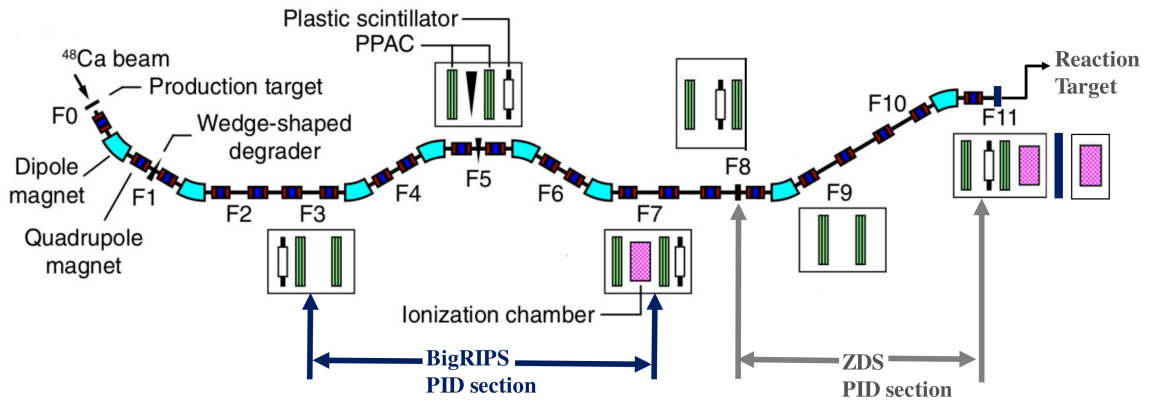 Plastic scintillator
PPAC
⁴⁸Ca beam
Production target
F0
Wedge-shaped
degrader
Dipole
magnet
F1
Quadrupole
magnet
F2
F3
F4
F5
F6
F7
F8
F9
F10
F11
Reaction
Target
Ionization chamber
BigRIPS
PID section
ZDS
PID section